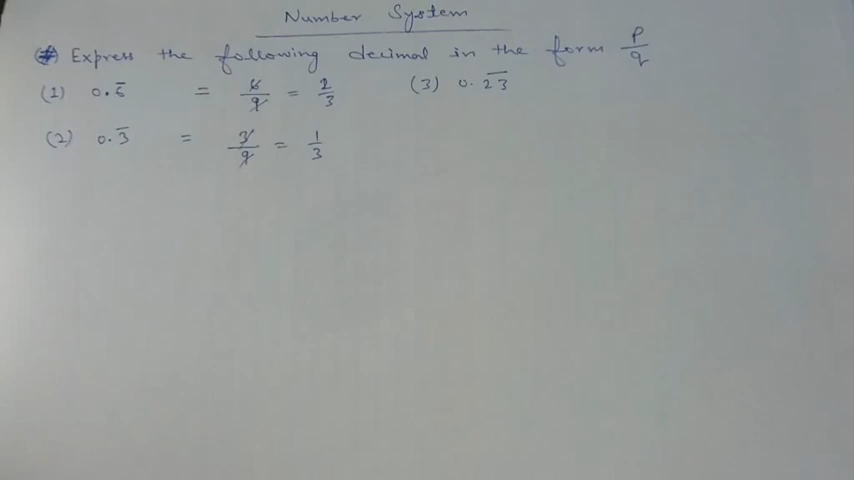 Number System
(*) Express the following decimal in the form p/q
(1) 0.6̅ = 6/9 = 2/3 (3) 0.2̅3̅
(2) 0.3̅ = 3/9 = 1/3